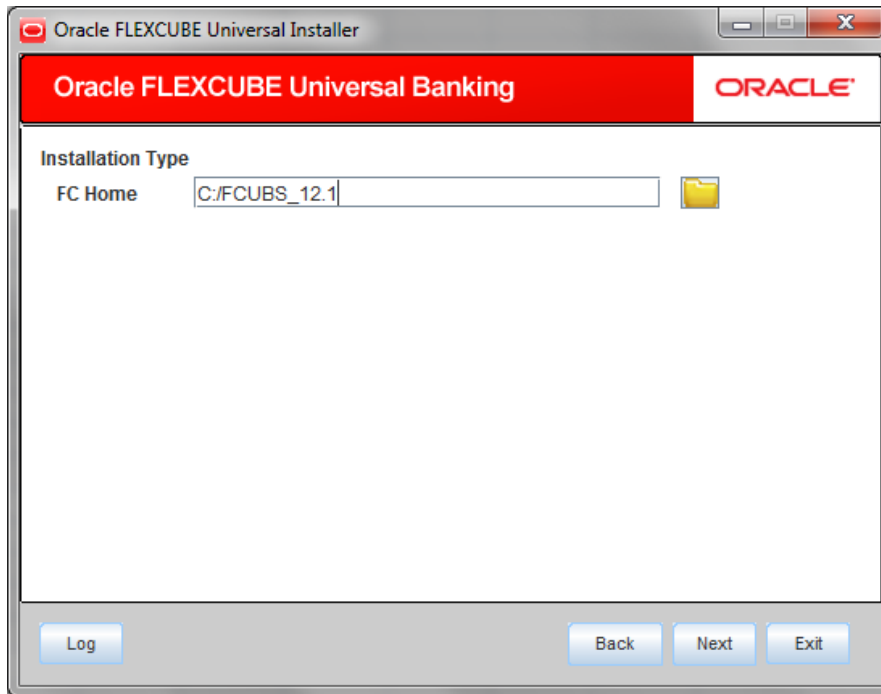 Oracle FLEXCUBE Universal Installer
Oracle FLEXCUBE Universal Banking
ORACLE
Installation Type
FC Home C:/FCUBS_12.1
Log Back Next Exit